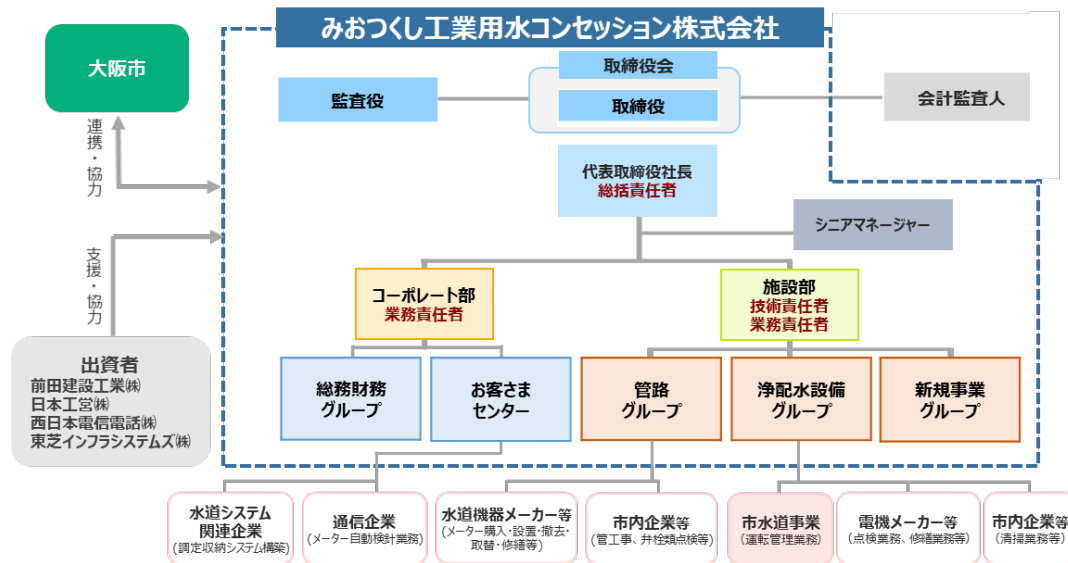 みおつくし工業用水コンセッション株式会社
大阪市
取締役会
取締役
監査役
会計監査人
連携・協力
代表取締役社長
総括責任者
シニアマネージャー
支援・協力
コーポレート部
業務責任者
施設部
技術責任者
業務責任者
出資者
前田建設工業㈱
日本工営㈱
西日本電信電話㈱
東芝インフラシステムズ㈱
総務財務
グループ
お客さま
センター
管路
グループ
浄配水設備
グループ
新規事業
グループ
水道システム
関連企業
(調定収納システム構築)
通信企業
(メーター自動検針業務)
水道機器メーカー等
(メーター購入・設置・撤去・
取替・修繕等)
市内企業等
(管工事、弁栓類点検等)
市水道事業
(運転管理業務)
電機メーカー等
(点検業務、修繕業務等)
市内企業等
(清掃業務等)